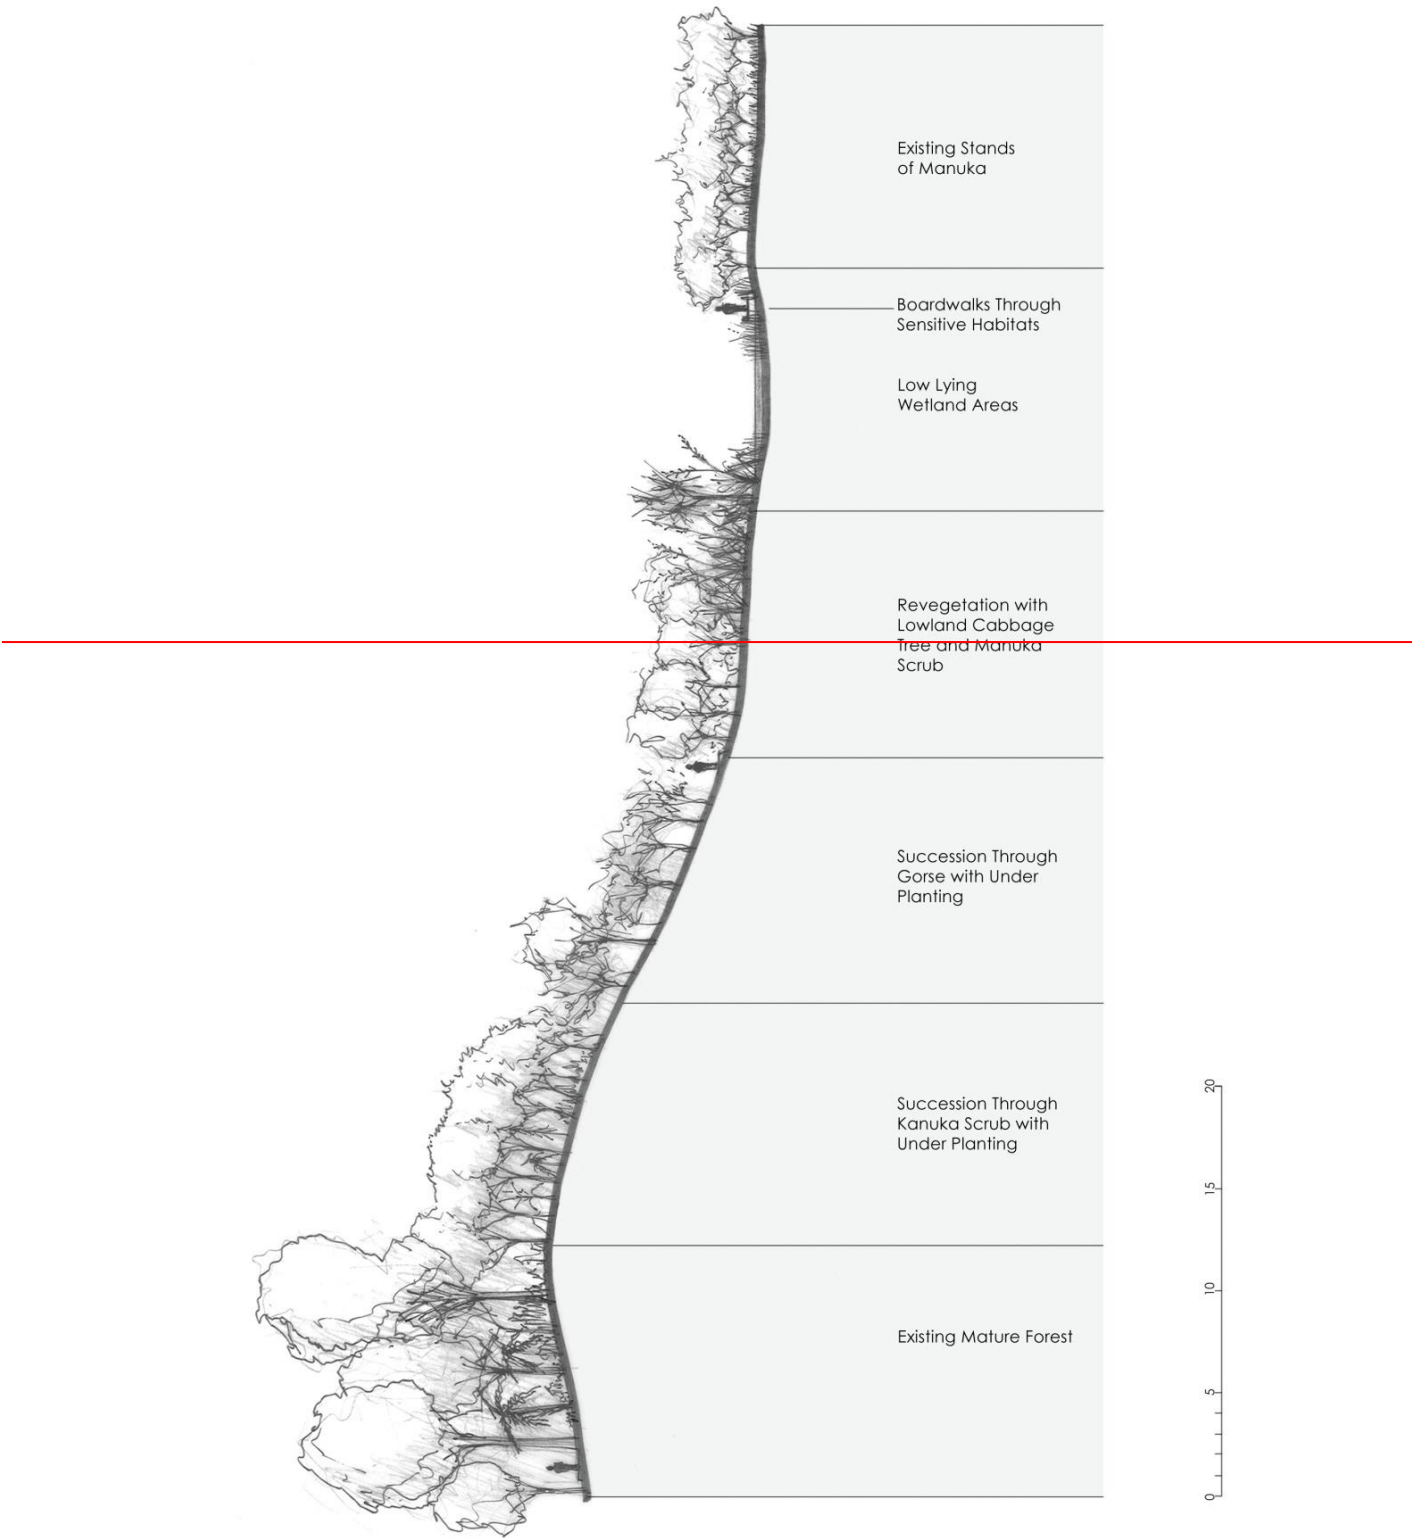 Existing Stands
of Manuka
Boardwalks Through
Sensitive Habitats
Low Lying
Wetland Areas
Revegetation with
Lowland Cabbage
Tree and Manuka
Scrub
Succession Through
Gorse with Under
Planting
Succession Through
Kanuka Scrub with
Under Planting
Existing Mature Forest
20
15
10
5
0